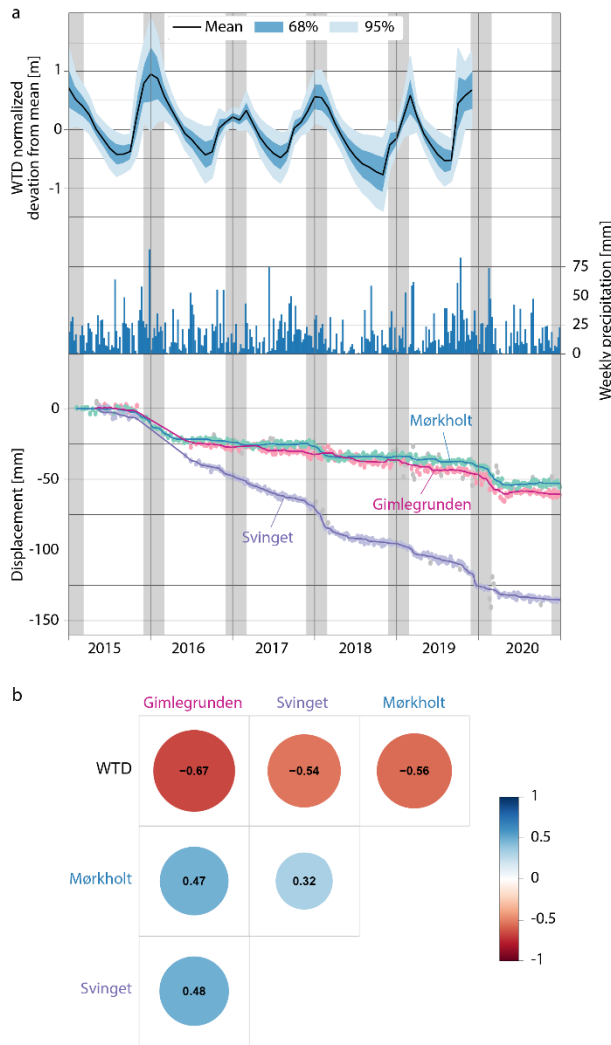 a
Mean 68% 95%
WTD normalized
devation from mean [m]
1
0
-1
Weekly precipitation [mm]
75
50
25
0
Displacement [mm]
0
-50
-100
-150
Mørkholt
Gimlegrunden
Svinget
2015 2016 2017 2018 2019 2020
b
Gimlegrunden Svinget Mørkholt
WTD −0.67 −0.54 −0.56
Mørkholt 0.47 0.32
Svinget 0.48
1
0.5
0
-0.5
-1